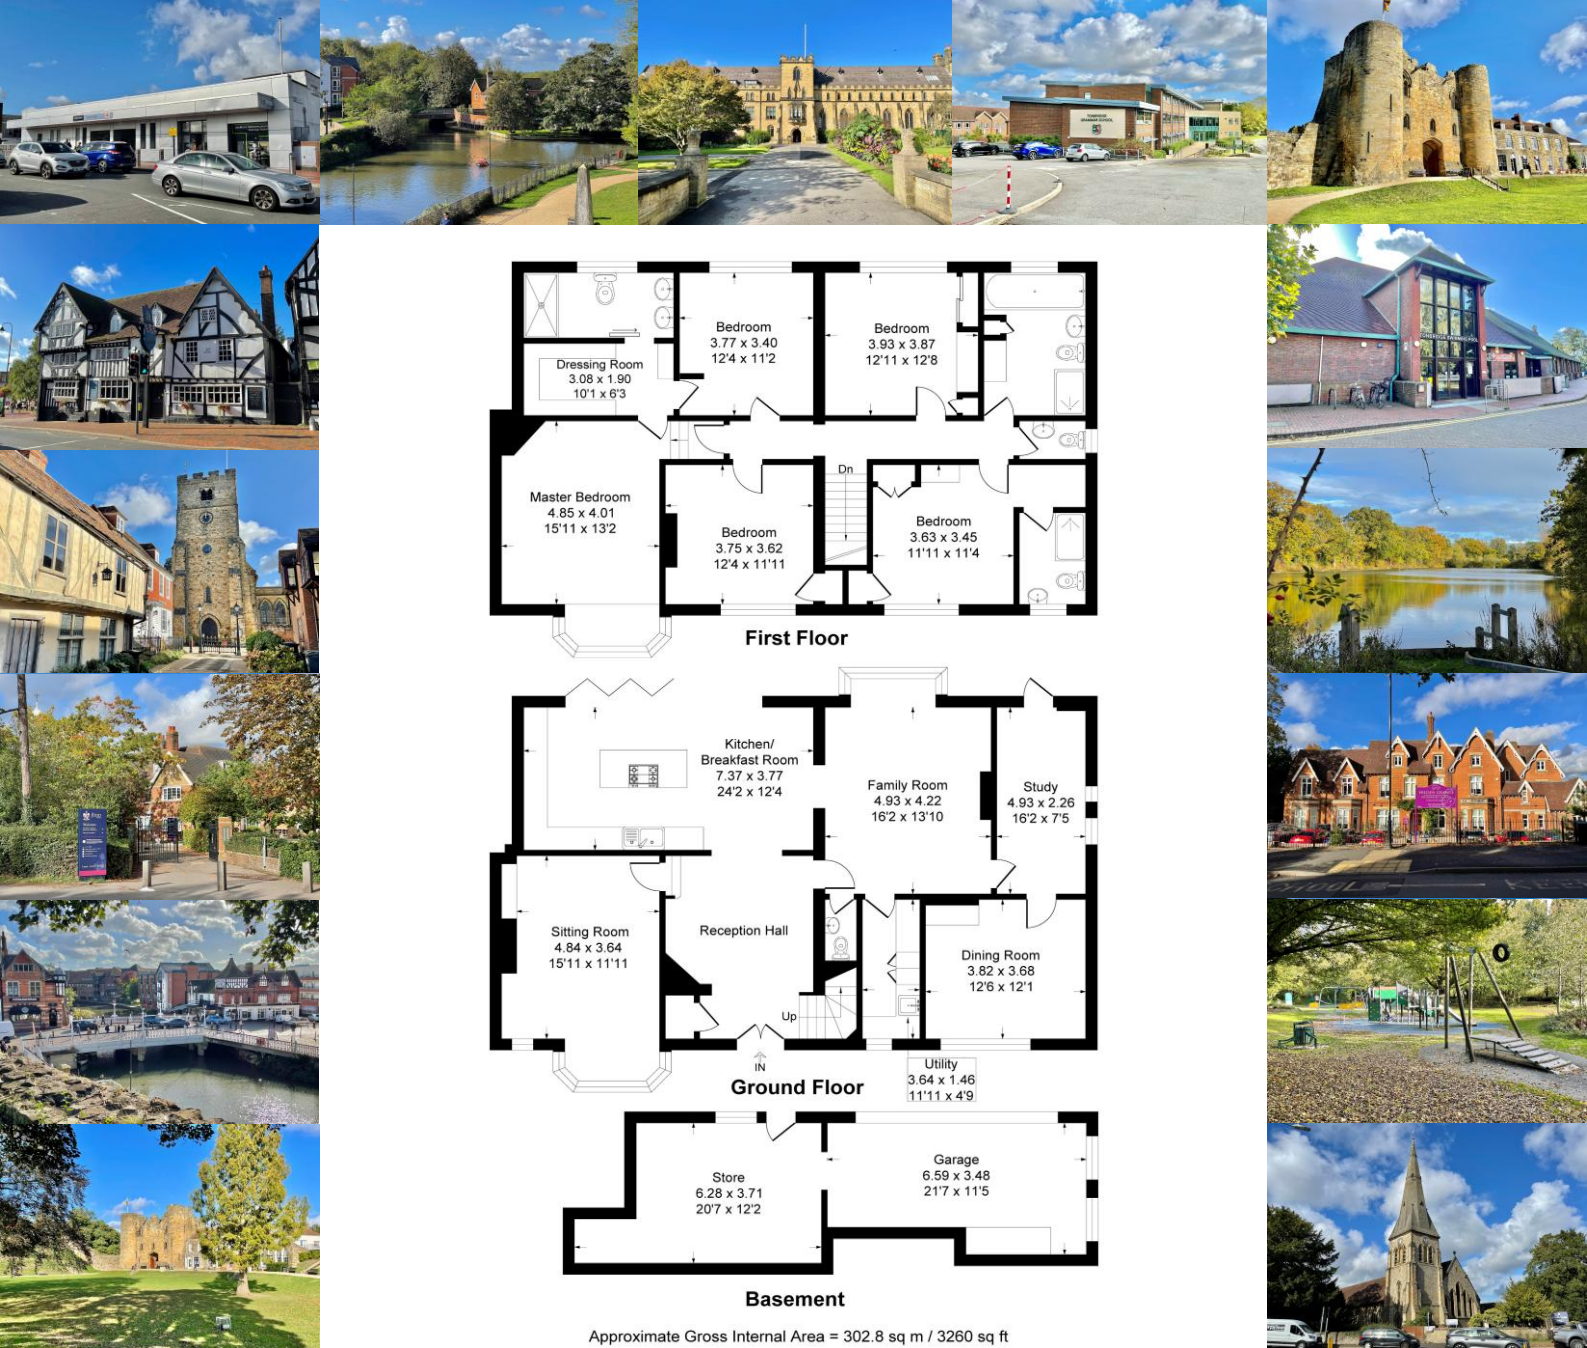 TONBRIDGE
GRAMMAR SCHOOL
TONBRIDGE SWIMMING POOL
Bedroom
3.77 x 3.40
12'4 x 11'2
Bedroom
3.93 x 3.87
12'11 x 12'8
Dressing Room
3.08 x 1.90
10'1 x 6'3
Master Bedroom
4.85 x 4.01
15'11 x 13'2
Dn
Bedroom
3.75 x 3.62
12'4 x 11'11
Bedroom
3.63 x 3.45
11'11 x 11'4
First Floor
Kitchen/
Breakfast Room
7.37 x 3.77
24'2 x 12'4
Family Room
4.93 x 4.22
16'2 x 13'10
Study
4.93 x 2.26
16'2 x 7'5
Sitting Room
4.84 x 3.64
15'11 x 11'11
Reception Hall
Dining Room
3.82 x 3.68
12'6 x 12'1
Up
IN
Utility
3.64 x 1.46
11'11 x 4'9
Ground Floor
Store
6.28 x 3.71
20'7 x 12'2
Garage
6.59 x 3.48
21'7 x 11'5
Basement
Approximate Gross Internal Area = 302.8 sq m / 3260 sq ft